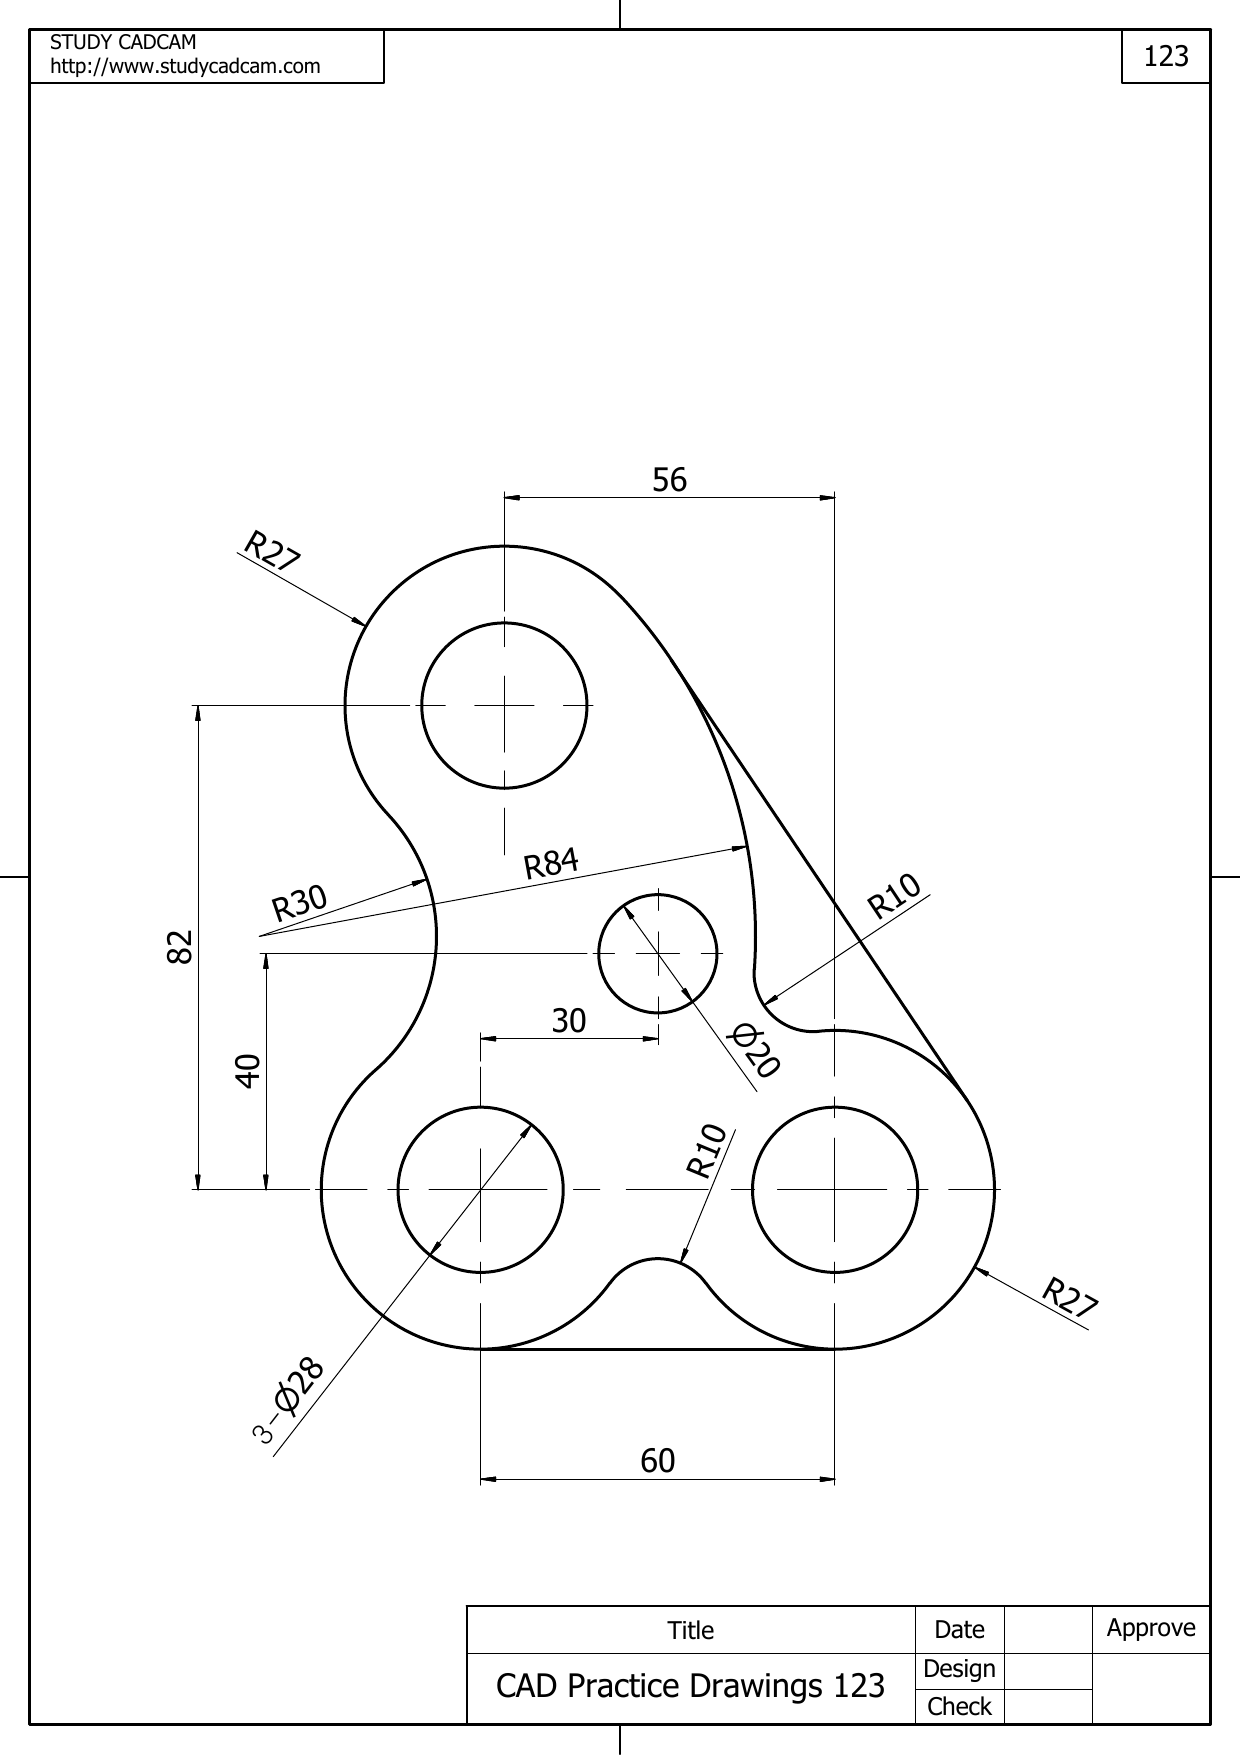 STUDY CADCAM
http://www.studycadcam.com
123
56
R27
R84
R30
R10
82
30
Φ20
40
R10
R27
3-Φ28
60
Title
Date
Approve
CAD Practice Drawings 123
Design
Check